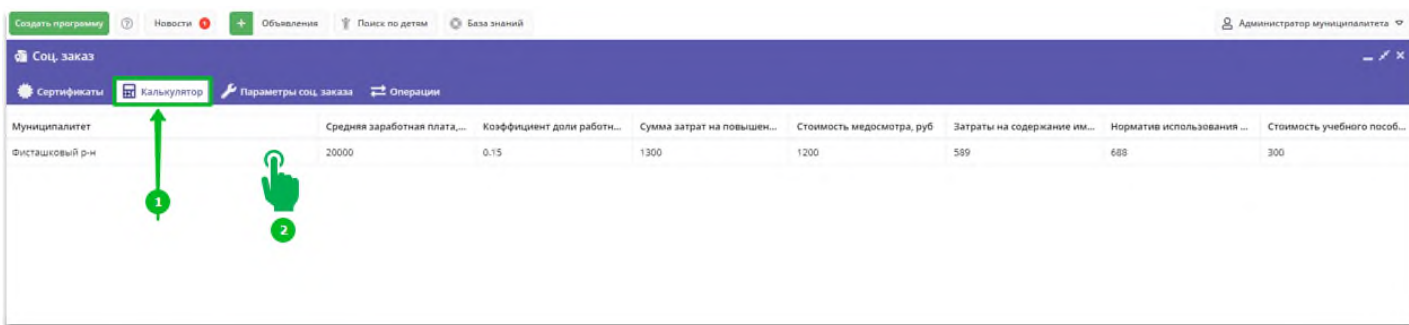 Создать программу Новости 1 + Объявления Поиск по детям База знаний Администратор муниципалитета
Соц. заказ
Сертификаты Калькулятор Параметры соц. заказа Операции
Муниципалитет Средняя заработная плата,... Коэффициент доли работн... Сумма затрат на повышен... Стоимость медосмотра, руб Затраты на содержание им... Норматив использования ... Стоимость учебного пособ...
Фисташковый р-н 20000 0.15 1300 1200 589 688 300
1
2